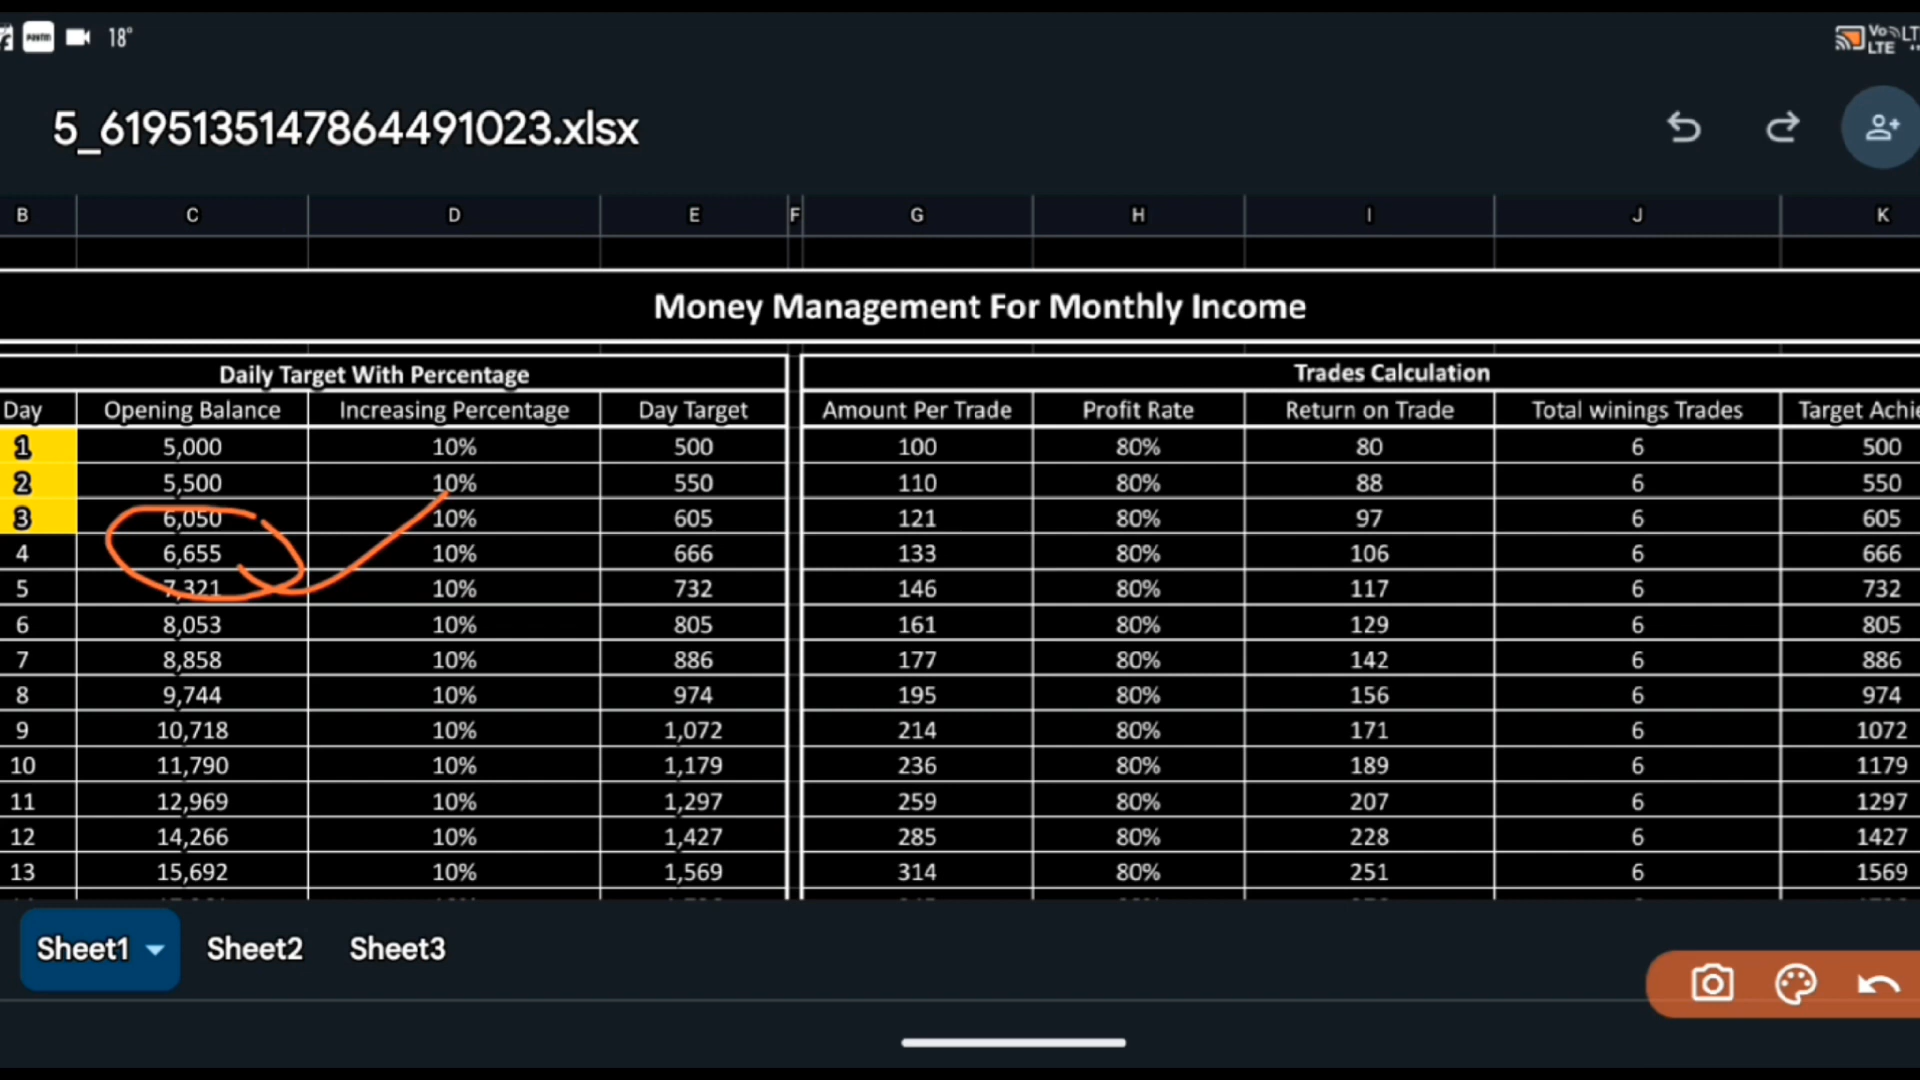 Paytm 18° Vo LTE
5_6195135147864491023.xlsx
B C D E F G H I J K
Money Management For Monthly Income
Daily Target With Percentage Trades Calculation
Day Opening Balance Increasing Percentage Day Target Amount Per Trade Profit Rate Return on Trade Total winings Trades Target Achie
1 5,000 10% 500 100 80% 80 6 500
2 5,500 10% 550 110 80% 88 6 550
3 6,050 10% 605 121 80% 97 6 605
4 6,655 10% 666 133 80% 106 6 666
5 7,321 10% 732 146 80% 117 6 732
6 8,053 10% 805 161 80% 129 6 805
7 8,858 10% 886 177 80% 142 6 886
8 9,744 10% 974 195 80% 156 6 974
9 10,718 10% 1,072 214 80% 171 6 1072
10 11,790 10% 1,179 236 80% 189 6 1179
11 12,969 10% 1,297 259 80% 207 6 1297
12 14,266 10% 1,427 285 80% 228 6 1427
13 15,692 10% 1,569 314 80% 251 6 1569
Sheet1 Sheet2 Sheet3